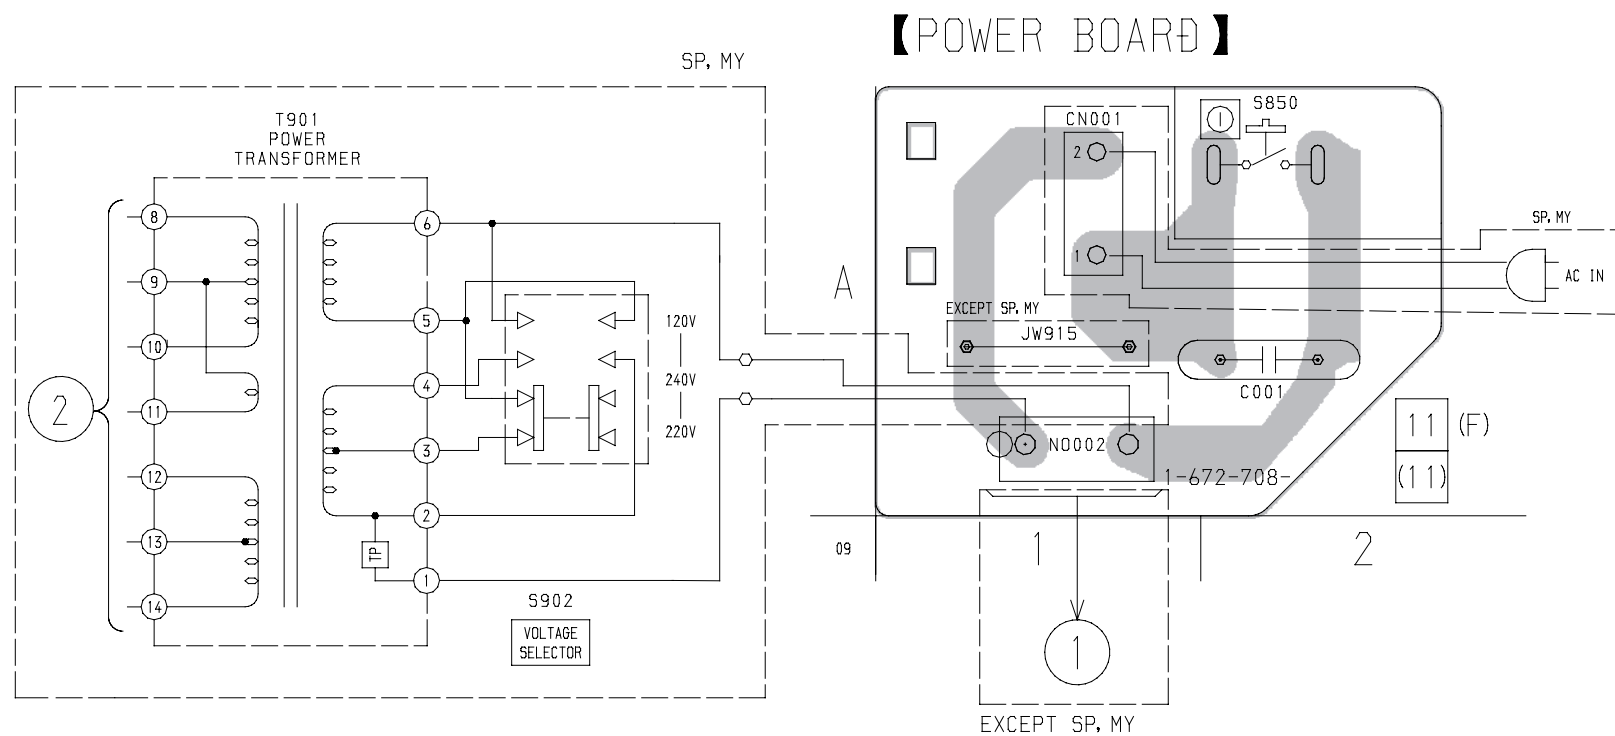 【POWER BOARD】
SP, MY
T901
POWER
TRANSFORMER
8
9
10
11
12
13
14
2
6
5
4
3
2
1
TP
120V
240V
220V
S902
VOLTAGE
SELECTOR
A
CN001
2
1
S850
SP, MY
AC IN
EXCEPT SP, MY
JW915
C001
NO002
1-672-708-
11 (F)
(11)
09
1
2
1
EXCEPT SP, MY